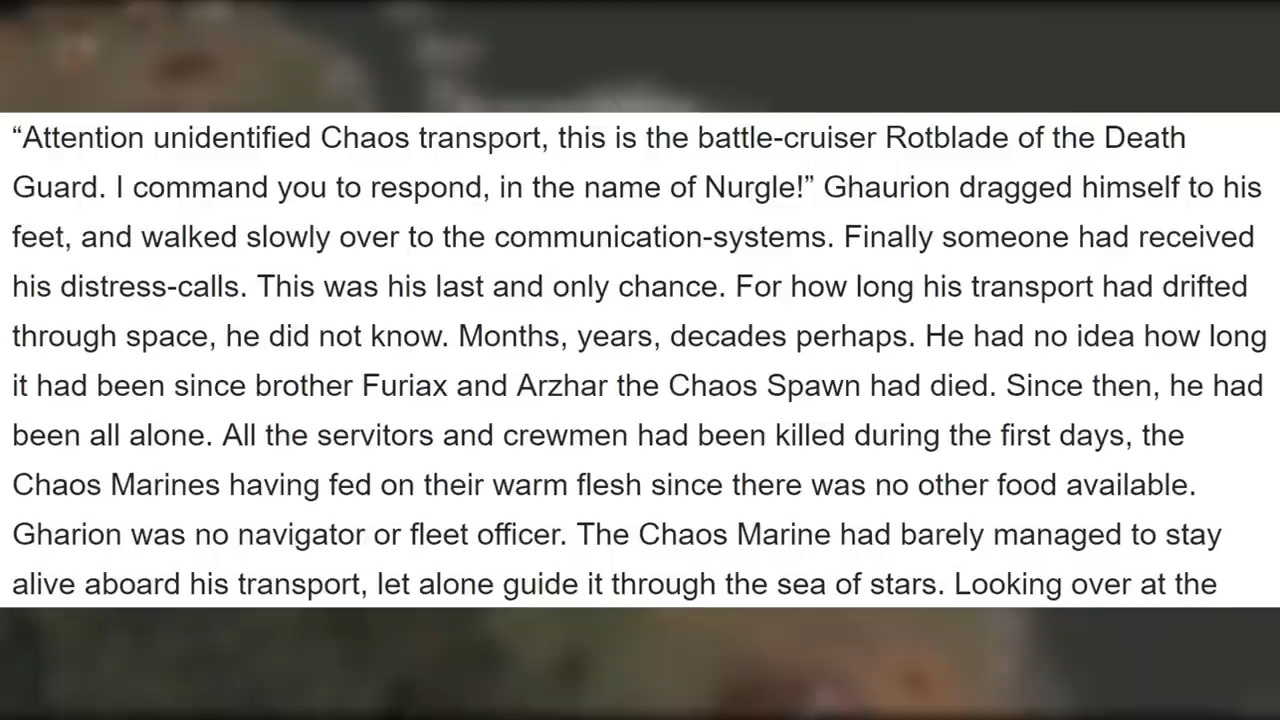 “Attention unidentified Chaos transport, this is the battle-cruiser Rotblade of the Death
Guard. I command you to respond, in the name of Nurgle!” Ghaurion dragged himself to his
feet, and walked slowly over to the communication-systems. Finally someone had received
his distress-calls. This was his last and only chance. For how long his transport had drifted
through space, he did not know. Months, years, decades perhaps. He had no idea how long
it had been since brother Furiax and Arzhar the Chaos Spawn had died. Since then, he had
been all alone. All the servitors and crewmen had been killed during the first days, the
Chaos Marines having fed on their warm flesh since there was no other food available.
Gharion was no navigator or fleet officer. The Chaos Marine had barely managed to stay
alive aboard his transport, let alone guide it through the sea of stars. Looking over at the